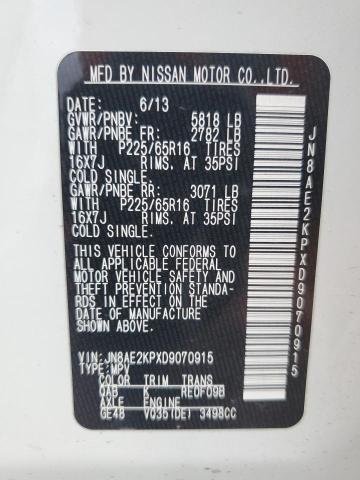 MFD BY NISSAN MOTOR CO.,LTD.
DATE: 6/13
GVWR/PNBV: 5818 LB
GAWR/PNBE FR: 2782 LB
WITH P225/65R16 TIRES
16X7J RIMS, AT 35PSI
COLD SINGLE.
GAWR/PNBE RR: 3071 LB
WITH P225/65R16 TIRES
16X7J RIMS, AT 35PSI
COLD SINGLE.
THIS VEHICLE CONFORMS TO
ALL APPLICABLE FEDERAL
MOTOR VEHICLE SAFETY AND
THEFT PREVENTION STANDA-
RDS IN EFFECT ON THE
DATE OF MANUFACTURE
SHOWN ABOVE.
VIN: JN8AE2KPXD9070915
TYPE: MPV
COLOR TRIM TRANS
QAB K RE0F09B
AXLE ENGINE
GE48 VQ35(DE) 3498CC
JN8AE2KPXD9070915